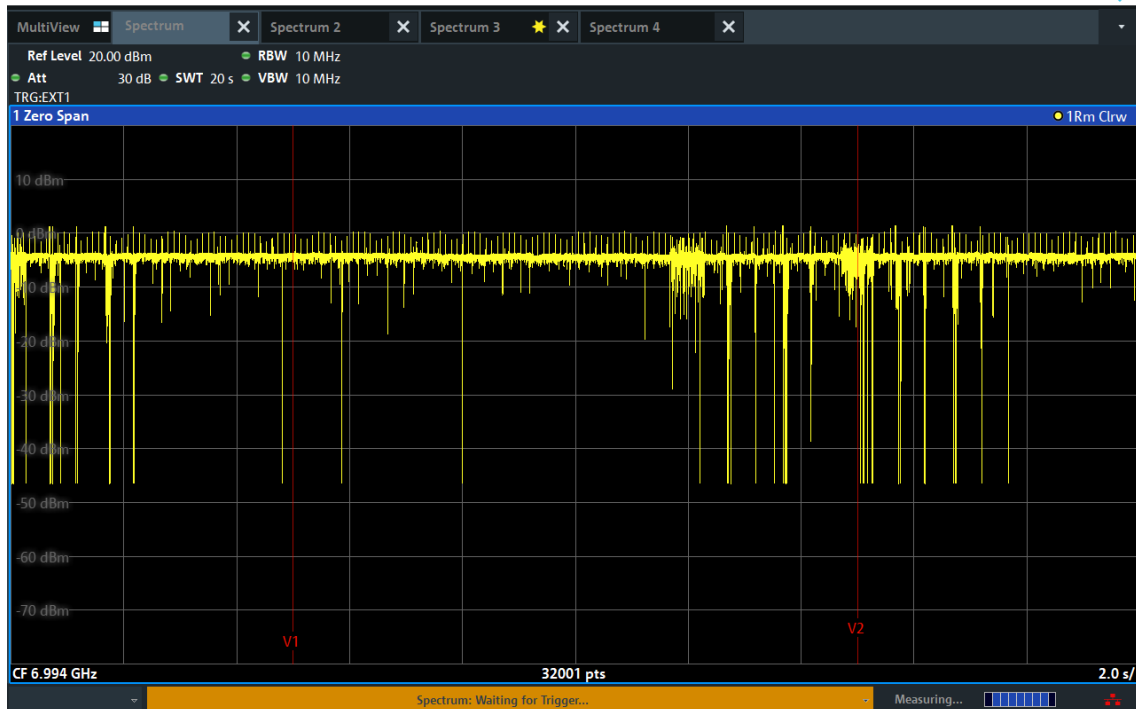 MultiView Spectrum X Spectrum 2 X Spectrum 3 X Spectrum 4 X
Ref Level 20.00 dBm RBW 10 MHz
Att 30 dB SWT 20 s VBW 10 MHz
TRG:EXT1
1 Zero Span 1Rm Clrw
10 dBm
0 dBm
-10 dBm
-20 dBm
-30 dBm
-40 dBm
-50 dBm
-60 dBm
-70 dBm
V1 V2
CF 6.994 GHz 32001 pts 2.0 s/
Spectrum: Waiting for Trigger... Measuring...